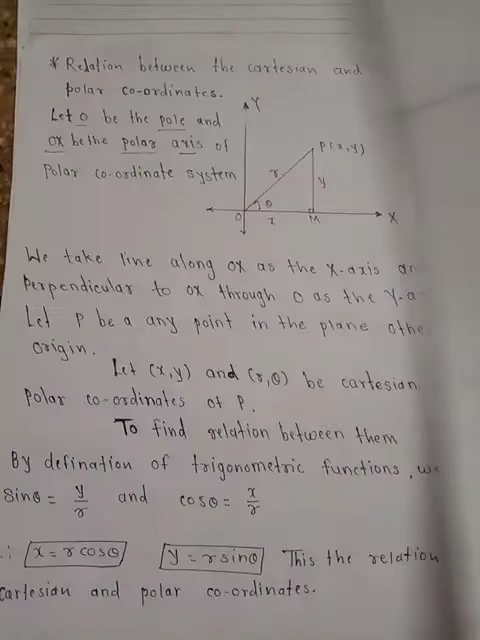 * Relation between the cartesian and
polar co-ordinates.
Let O be the pole and
OX be the polar axis of
polar co-ordinate system
Y
P(x,y)
r
y
θ
O
x
M
X
We take line along OX as the X-axis an
perpendicular to OX through O as the Y-a
Let P be a any point in the plane othe
origin.
Let (x,y) and (r,θ) be cartesian
polar co-ordinates of P.
To find relation between them
By defination of trigonometric functions, we
sinθ = y/r and cosθ = x/r
∴ x = r cosθ y = r sinθ This the relation
cartesian and polar co-ordinates.